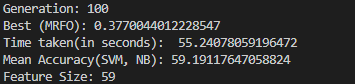 Generation: 100
Best (MRFO): 0.3770044012228547
Time taken(in seconds):  55.24078059196472
Mean Accuracy(SVM, NB): 59.19117647058824
Feature Size: 59